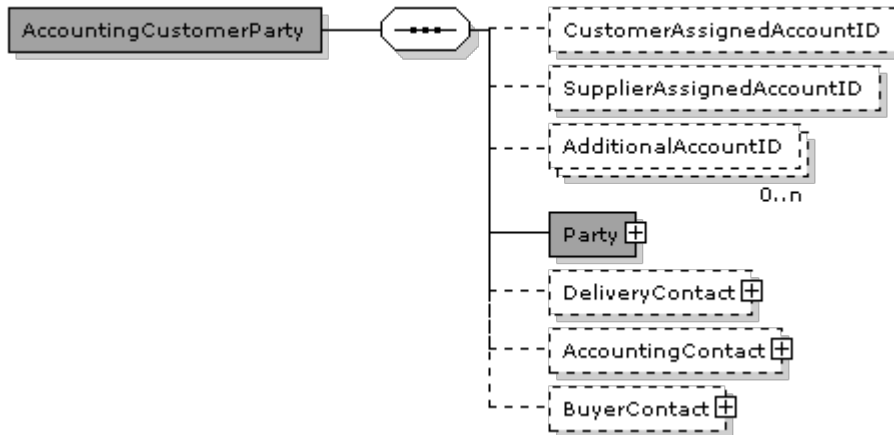 AccountingCustomerParty
CustomerAssignedAccountID
SupplierAssignedAccountID
AdditionalAccountID
0..n
Party
DeliveryContact
AccountingContact
BuyerContact